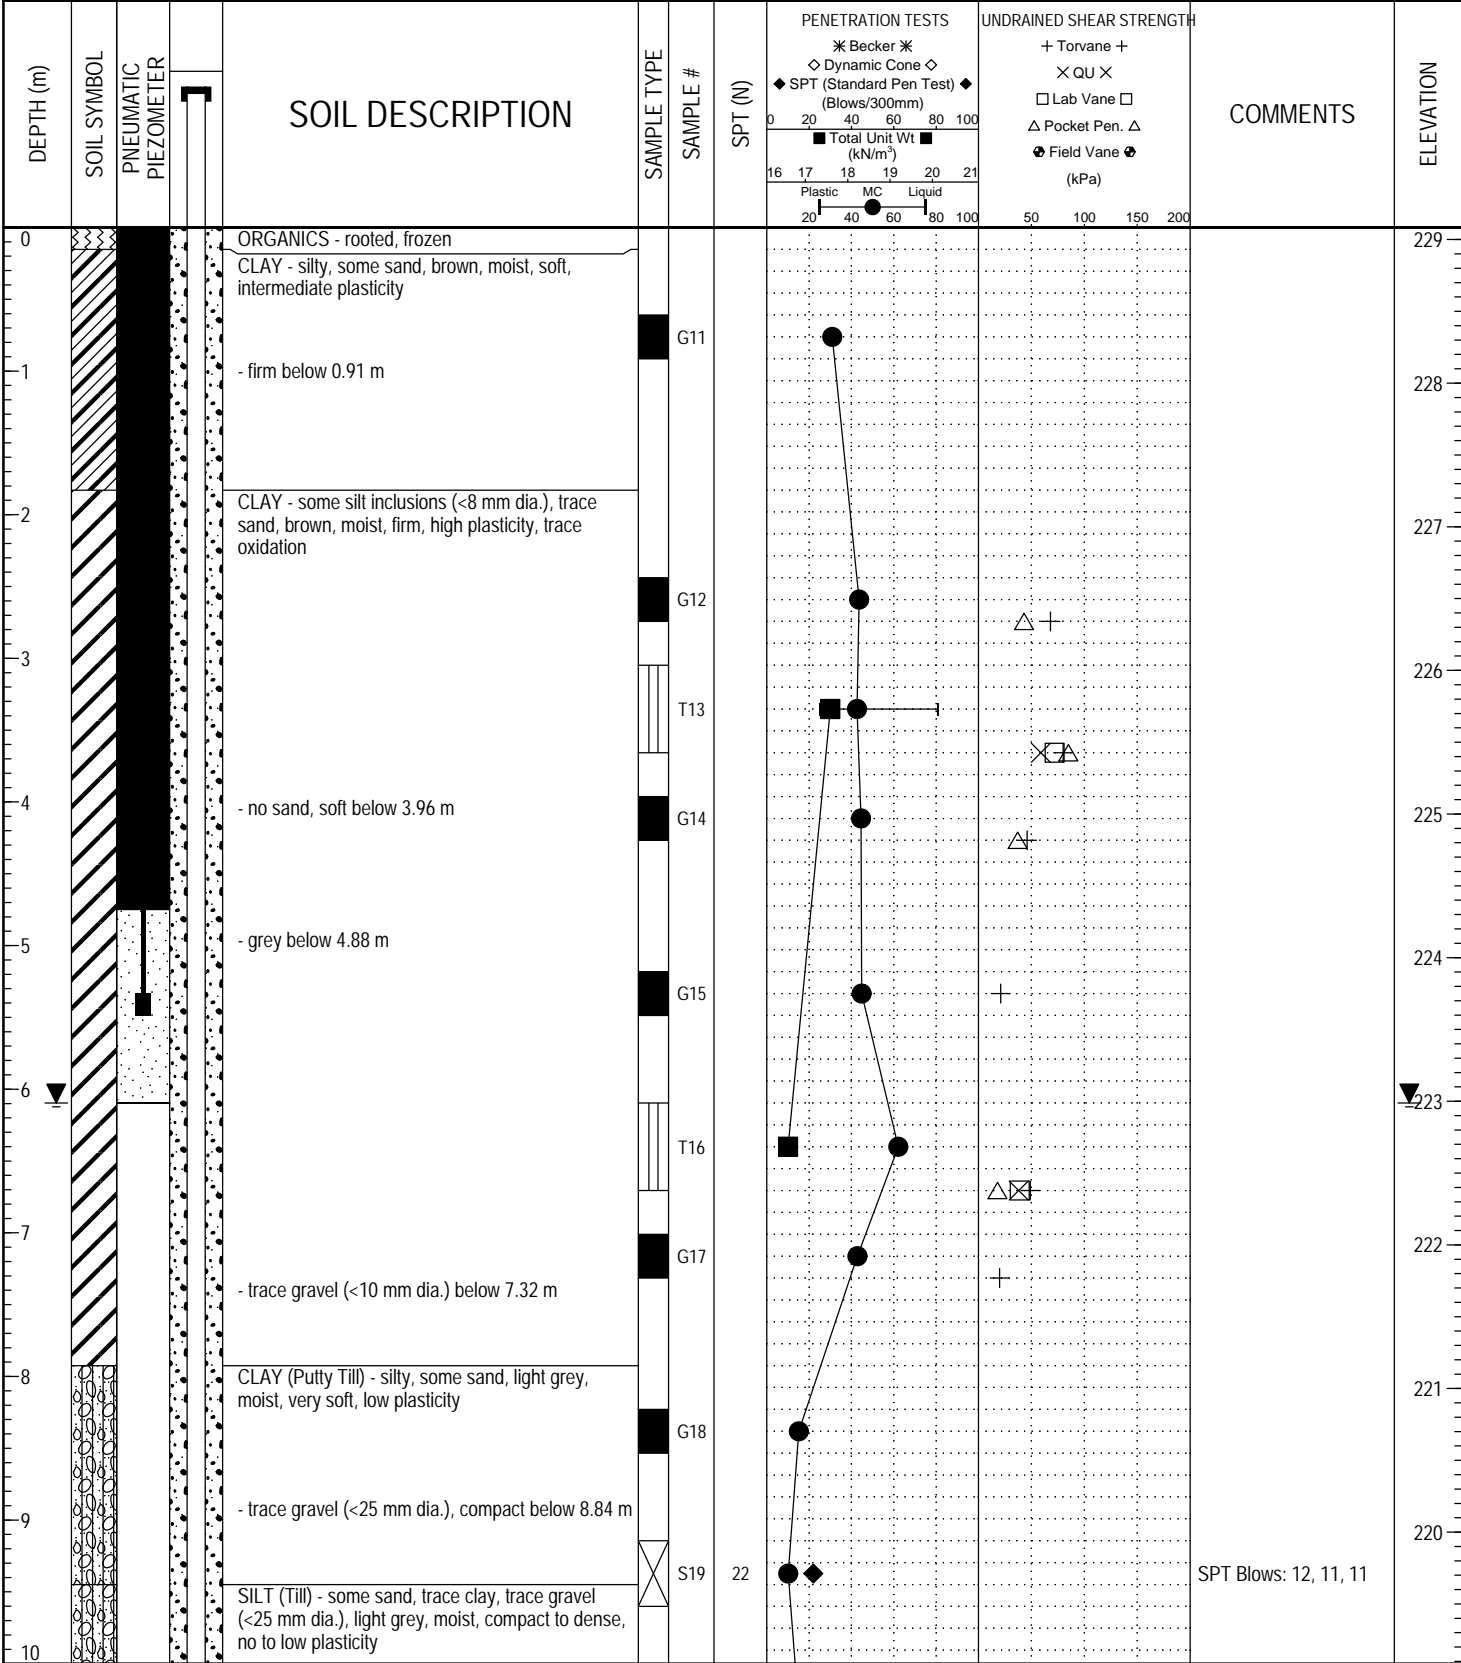 DEPTH (m)
SOIL SYMBOL
PNEUMATIC
PIEZOMETER
SOIL DESCRIPTION
SAMPLE TYPE
SAMPLE #
SPT (N)
PENETRATION TESTS
✳ Becker ✳
◇ Dynamic Cone ◇
◆ SPT (Standard Pen Test) ◆
(Blows/300mm)
0 20 40 60 80 100
■ Total Unit Wt ■
(kN/m³)
16 17 18 19 20 21
Plastic MC Liquid
20 40 60 80 100
UNDRAINED SHEAR STRENGTH
+ Torvane +
× QU ×
□ Lab Vane □
△ Pocket Pen. △
Field Vane
(kPa)
50 100 150 200
COMMENTS
ELEVATION
0
ORGANICS - rooted, frozen
229
CLAY - silty, some sand, brown, moist, soft,
intermediate plasticity
G11
1
- firm below 0.91 m
228
CLAY - some silt inclusions (<8 mm dia.), trace
sand, brown, moist, firm, high plasticity, trace
oxidation
2
227
G12
3
226
T13
4
- no sand, soft below 3.96 m
G14
225
5
- grey below 4.88 m
224
G15
6
223
T16
7
222
G17
- trace gravel (<10 mm dia.) below 7.32 m
8
CLAY (Putty Till) - silty, some sand, light grey,
moist, very soft, low plasticity
221
G18
- trace gravel (<25 mm dia.), compact below 8.84 m
9
220
S19 22 SPT Blows: 12, 11, 11
SILT (Till) - some sand, trace clay, trace gravel
(<25 mm dia.), light grey, moist, compact to dense,
no to low plasticity
10